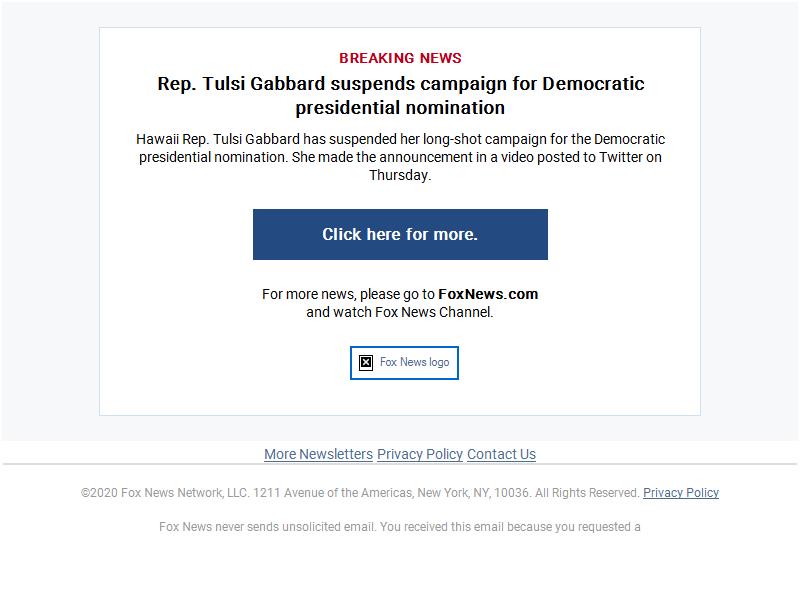 BREAKING NEWS
Rep. Tulsi Gabbard suspends campaign for Democratic
presidential nomination
Hawaii Rep. Tulsi Gabbard has suspended her long-shot campaign for the Democratic
presidential nomination. She made the announcement in a video posted to Twitter on
Thursday.
Click here for more.
For more news, please go to FoxNews.com
and watch Fox News Channel.
Fox News logo
More Newsletters Privacy Policy Contact Us
©2020 Fox News Network, LLC. 1211 Avenue of the Americas, New York, NY, 10036. All Rights Reserved. Privacy Policy
Fox News never sends unsolicited email. You received this email because you requested a